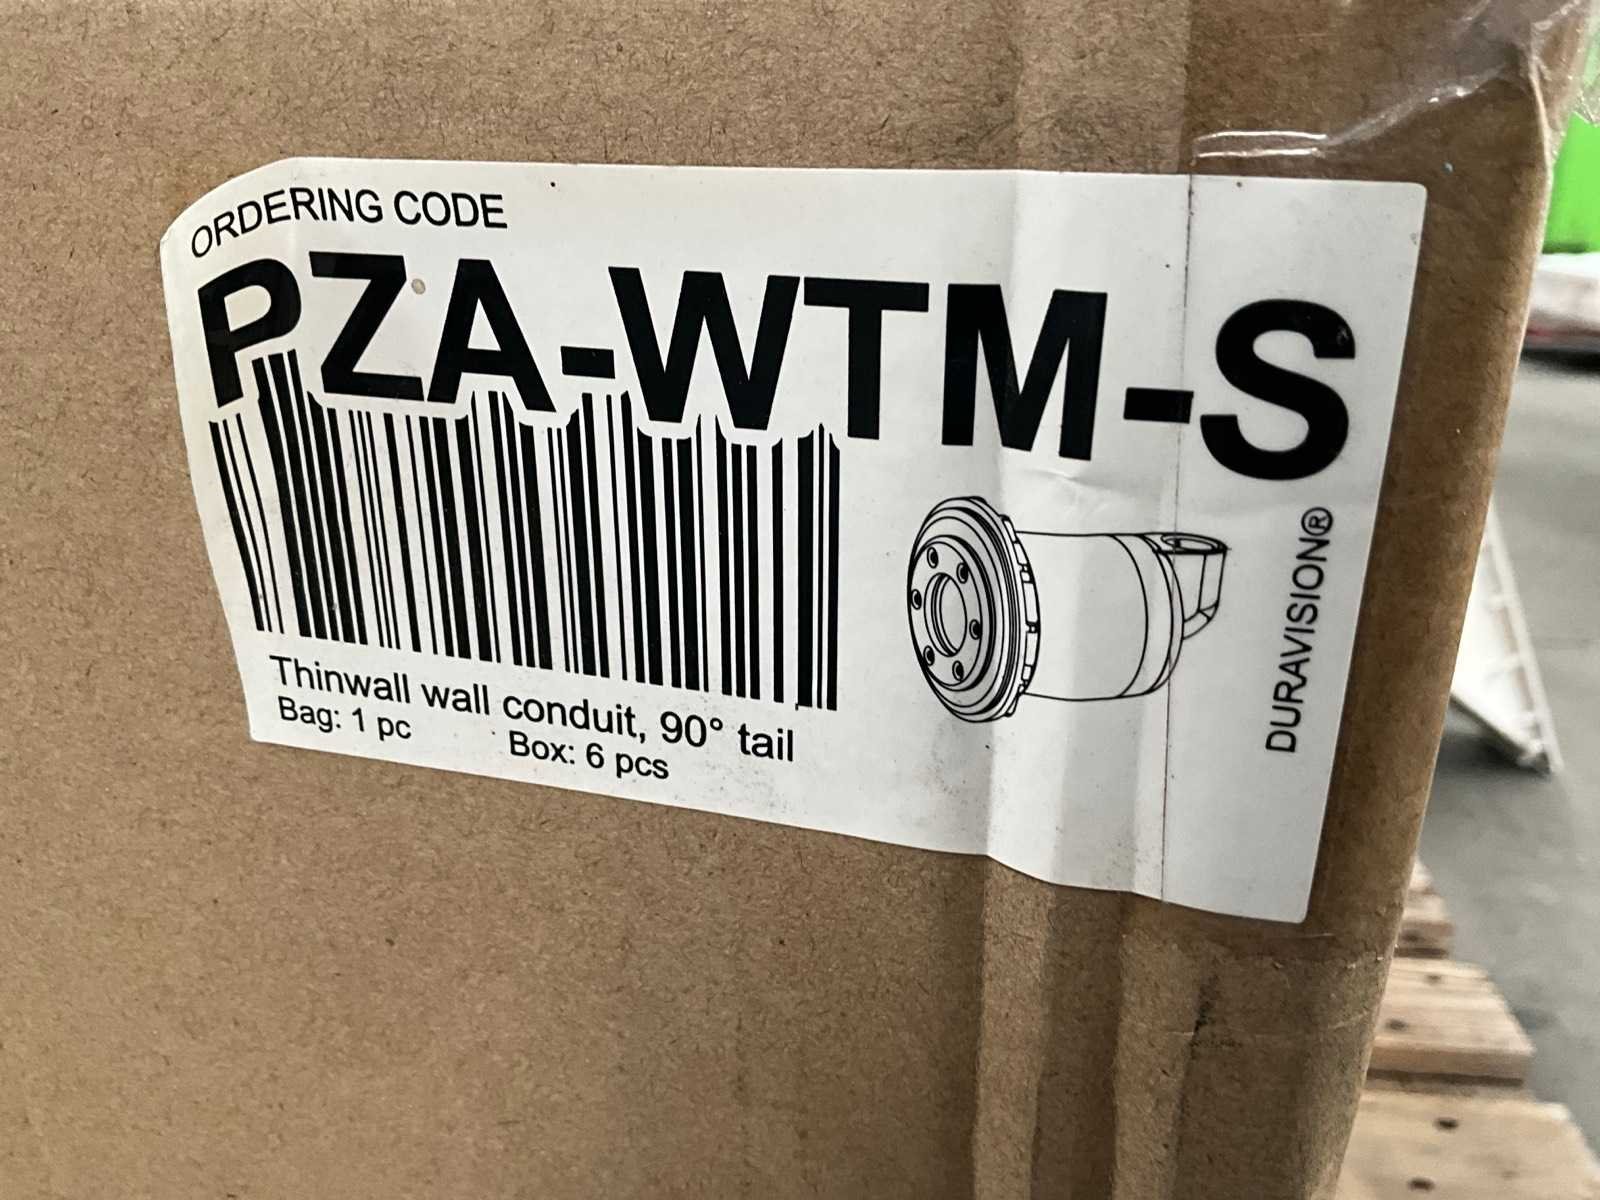 ORDERING CODE
PZA-WTM-S
Thinwall wall conduit, 90° tail
Bag: 1 pc Box: 6 pcs
DURAVISION®